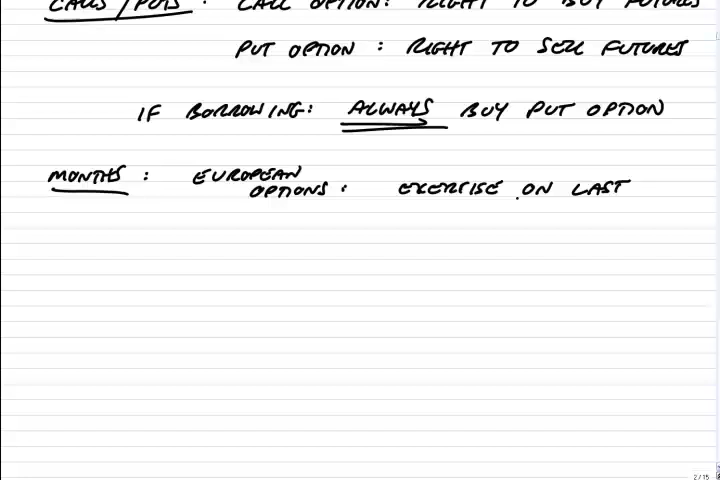 CALLS / PUTS : CALL OPTION: RIGHT TO BUY FUTURES
PUT OPTION : RIGHT TO SELL FUTURES
IF BORROWING: ALWAYS BUY PUT OPTION
MONTHS : EUROPEAN
OPTIONS : EXERCISE ON LAST
2 / 15